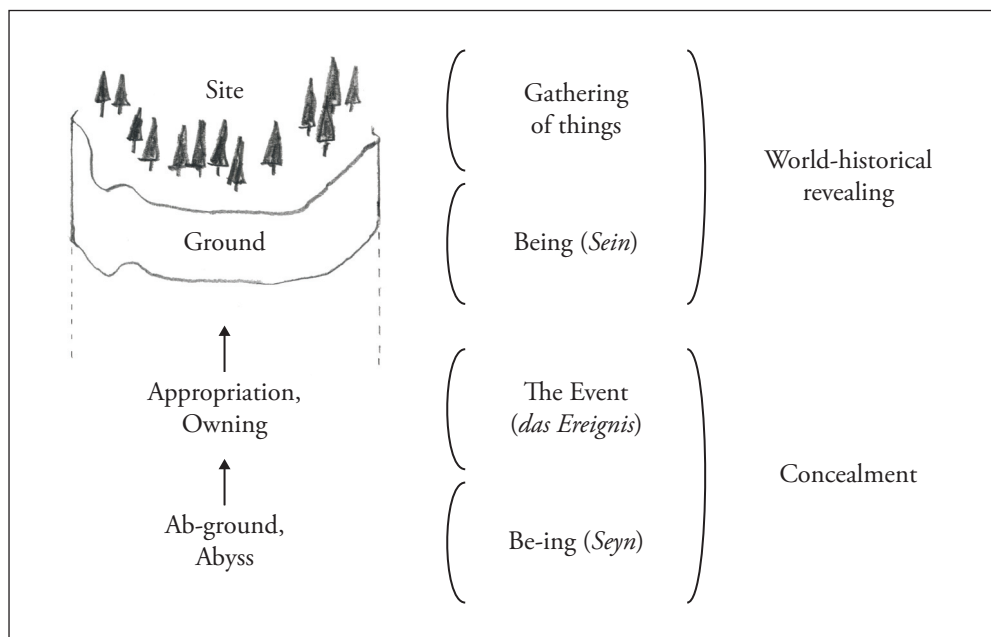 Site
Gathering
of things
World-historical
revealing
Ground
Being (Sein)
Appropriation,
Owning
The Event
(das Ereignis)
Concealment
Ab-ground,
Abyss
Be-ing (Seyn)